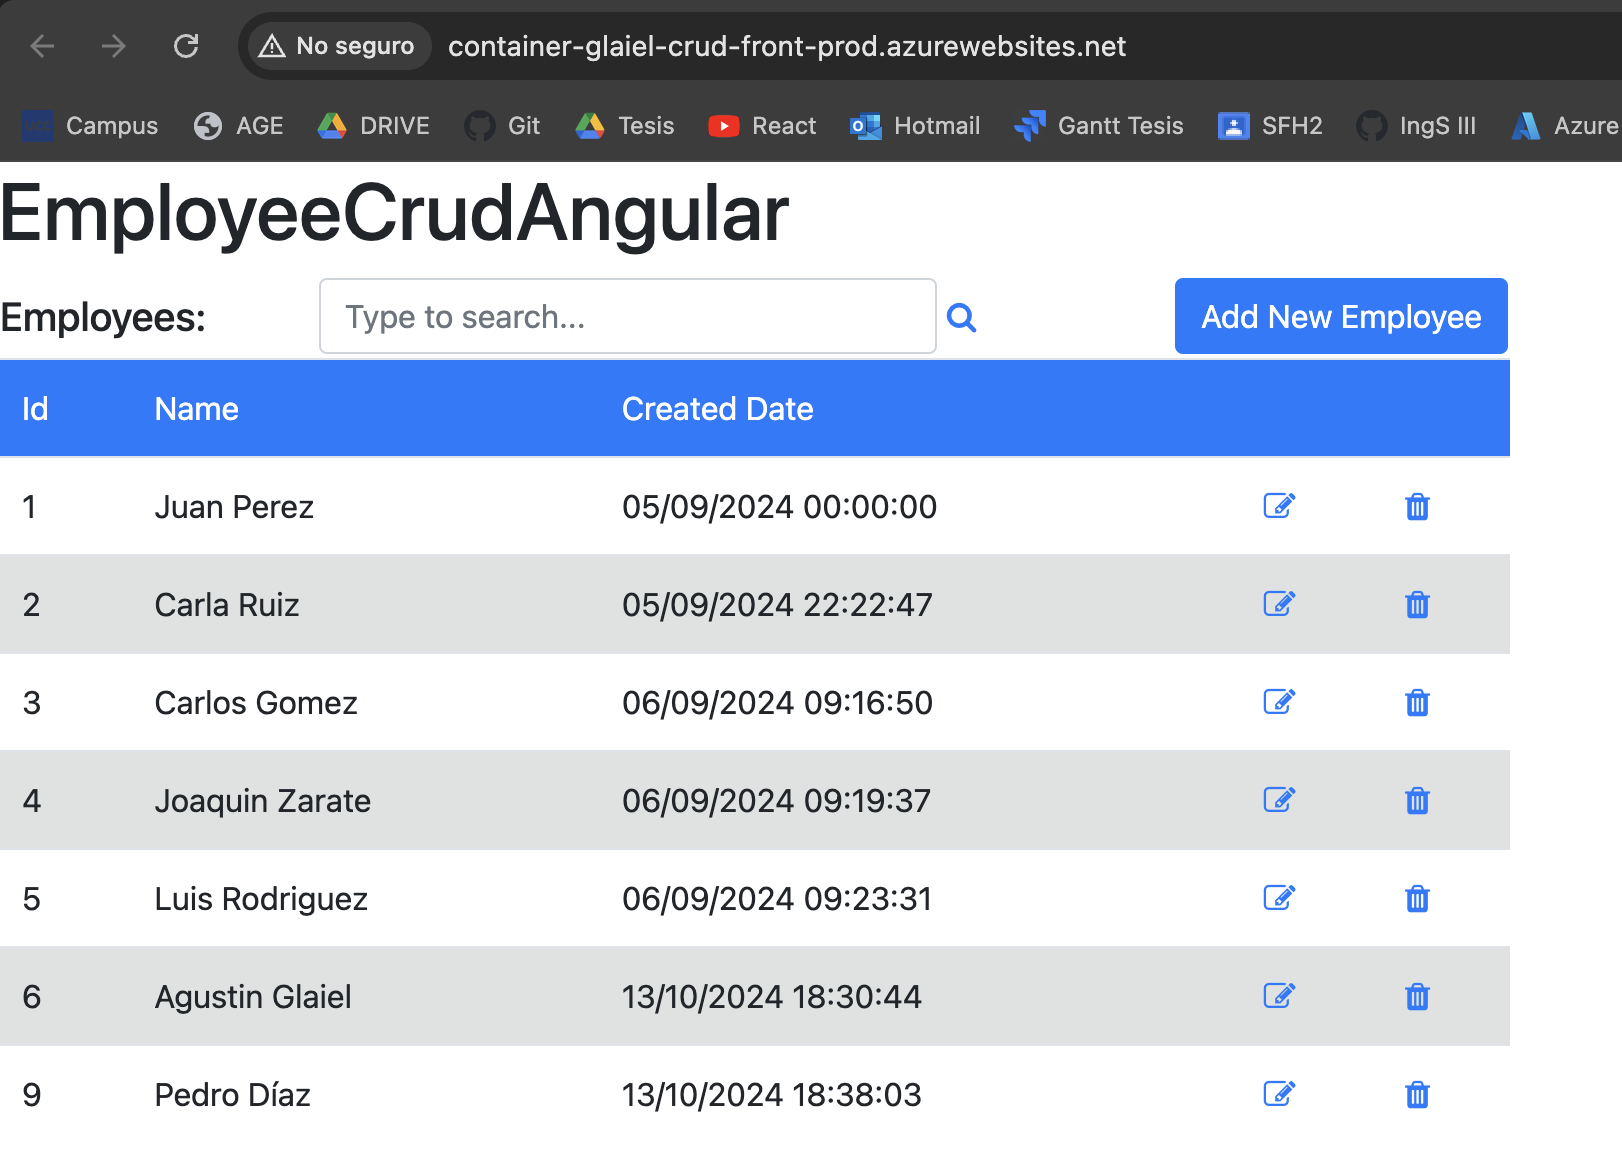 No seguro container-glaiel-crud-front-prod.azurewebsites.net
Campus AGE DRIVE Git Tesis React Hotmail Gantt Tesis SFH2 IngS III Azure
EmployeeCrudAngular
Employees: Type to search... Add New Employee
Id Name Created Date
1 Juan Perez 05/09/2024 00:00:00
2 Carla Ruiz 05/09/2024 22:22:47
3 Carlos Gomez 06/09/2024 09:16:50
4 Joaquin Zarate 06/09/2024 09:19:37
5 Luis Rodriguez 06/09/2024 09:23:31
6 Agustin Glaiel 13/10/2024 18:30:44
9 Pedro Díaz 13/10/2024 18:38:03